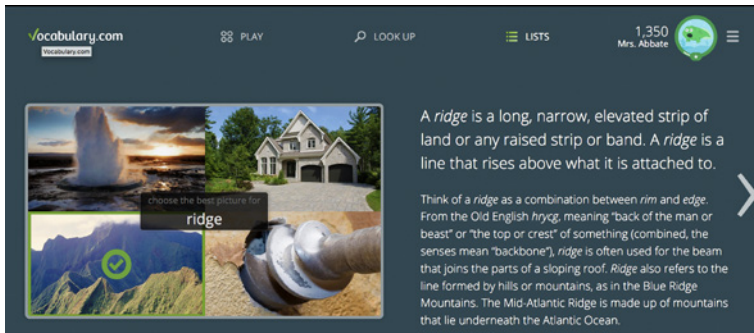 Vocabulary.com
Vocabulary.com
PLAY
LOOK UP
LISTS
1,350
Mrs. Abbate
choose the best picture for
ridge
A ridge is a long, narrow, elevated strip of
land or any raised strip or band. A ridge is a
line that rises above what it is attached to.
Think of a ridge as a combination between rim and edge.
From the Old English hrycg, meaning “back of the man or
beast” or “the top or crest” of something (combined, the
senses mean “backbone”), ridge is often used for the beam
that joins the parts of a sloping roof. Ridge also refers to the
line formed by hills or mountains, as in the Blue Ridge
Mountains. The Mid-Atlantic Ridge is made up of mountains
that lie underneath the Atlantic Ocean.